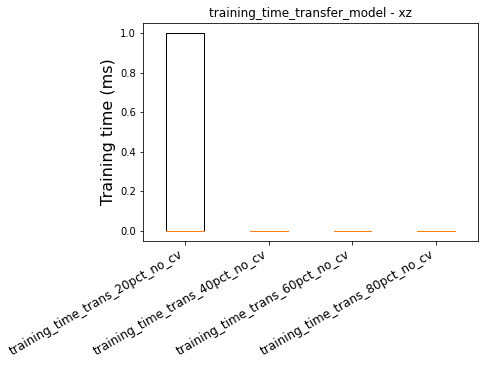 training_time_transfer_model - xz
Training time (ms)
1.0
0.8
0.6
0.4
0.2
0.0
training_time_trans_20pct_no_cv
training_time_trans_40pct_no_cv
training_time_trans_60pct_no_cv
training_time_trans_80pct_no_cv